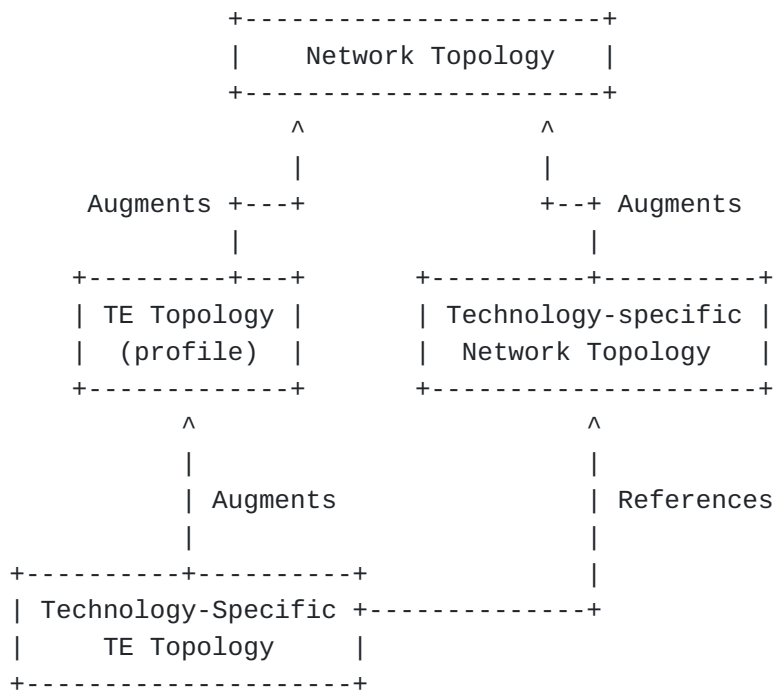 Network Topology
Augments Augments
TE Topology Technology-specific
(profile) Network Topology
Augments References
Technology-Specific
TE Topology